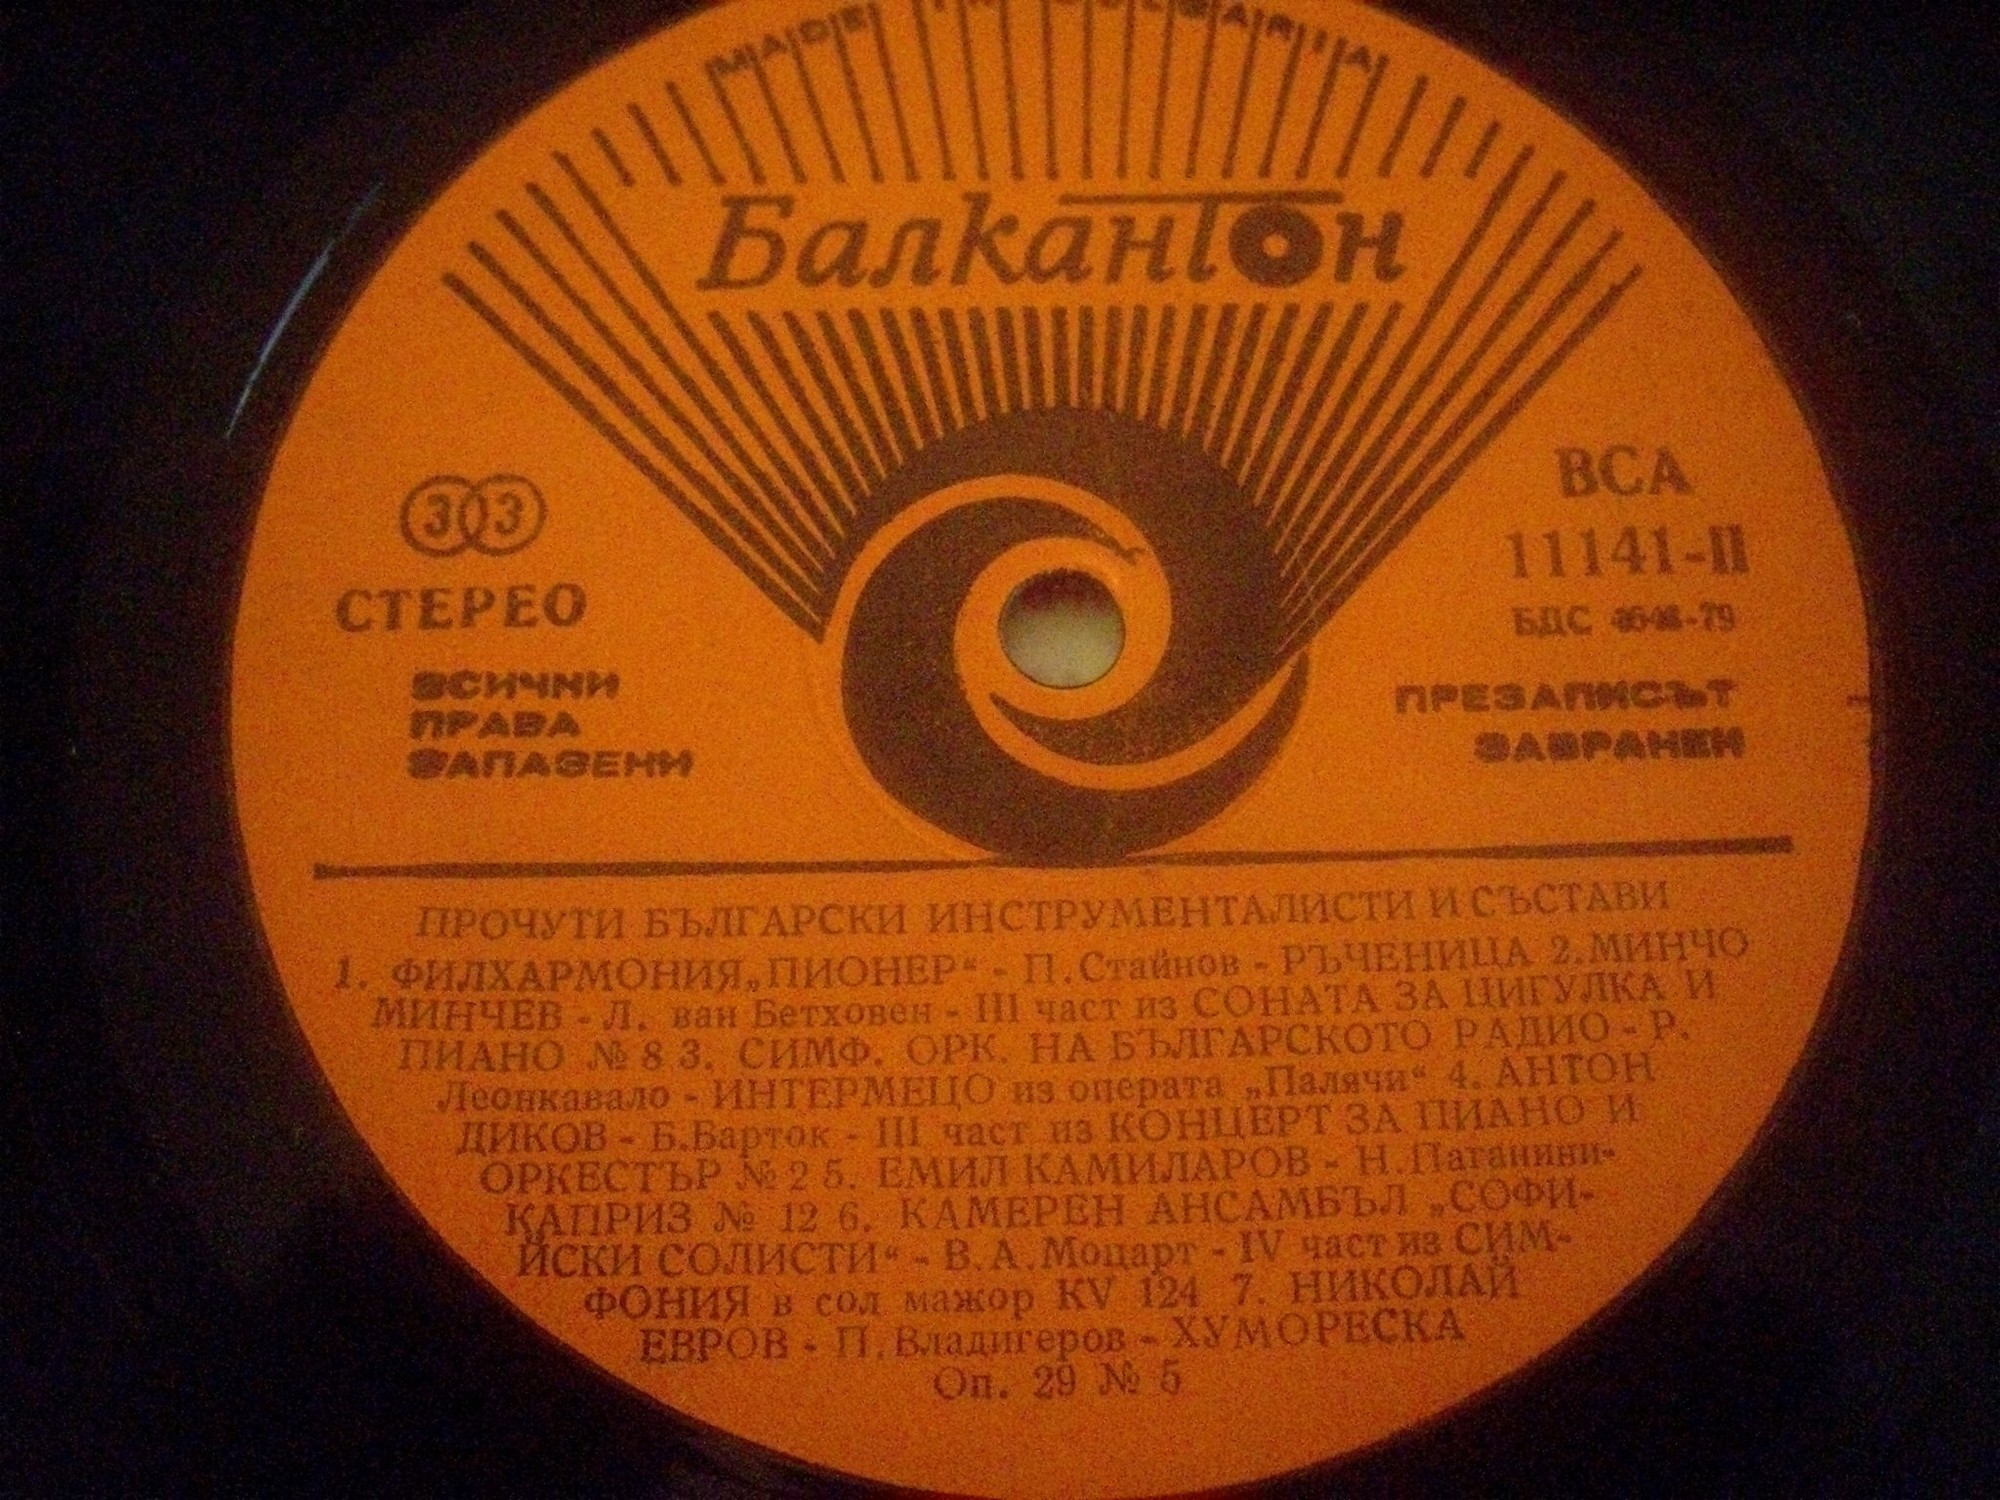 MADE IN BULGARIA
Балкантон
33
СТЕРЕО
ВСИЧКИ
ПРАВА
ЗАПАЗЕНИ
ВСА
11141-II
БДС -79
ПРЕЗАПИСЪТ
ЗАБРАНЕН
ПРОЧУТИ БЪЛГАРСКИ ИНСТРУМЕНТАЛИСТИ И СЪСТАВИ
1. ФИЛХАРМОНИЯ„ПИОНЕР“ - П.Стайнов - РЪЧЕНИЦА 2.МИНЧО
МИНЧЕВ - Л. ван Бетховен - III част из СОНАТА ЗА ЦИГУЛКА И
ПИАНО № 8 3. СИМФ. ОРК. НА БЪЛГАРСКОТО РАДИО - Р.
Леонкавало - ИНТЕРМЕЦО из операта „Палячи“ 4. АНТОН
ДИКОВ - Б.Барток - III част из КОНЦЕРТ ЗА ПИАНО И
ОРКЕСТЪР № 2 5. ЕМИЛ КАМИЛАРОВ - Н.Паганини-
КАПРИЗ № 12 6. КАМЕРЕН АНСАМБЪЛ „СОФИ-
ЙСКИ СОЛИСТИ“ - В.А.Моцарт - IV част из СИМ-
ФОНИЯ в сол мажор KV 124 7. НИКОЛАЙ
ЕВРОВ - П.Владигеров - ХУМОРЕСКА
Оп. 29 № 5